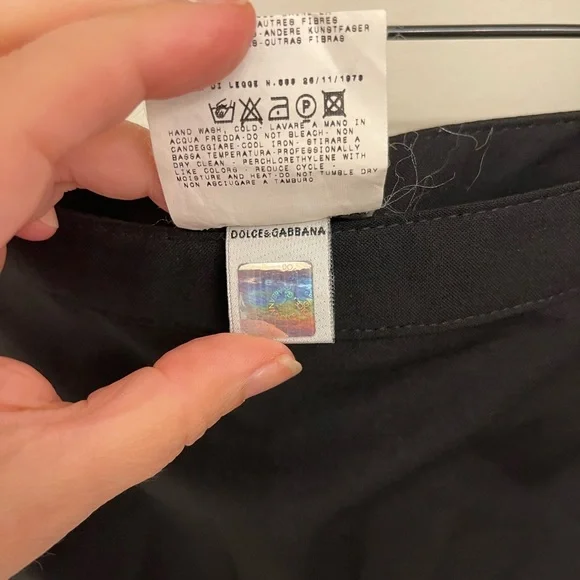 AUTRES FIBRES
-ANDERE KUNSTFASER
S-OUTRAS FIBRAS
DI LEGGE N.883 26/11/1973
HAND WASH, COLD- LAVARE A MANO IN
ACQUA FREDDA-DO NOT BLEACH- NON
CANDEGGIARE-COOL IRON- STIRARE A
BASSA TEMPERATURA-PROFESSIONALLY
DRY CLEAN - PERCHLORETHYLENE WITH
LIKE COLORS - REDUCE CYCLE -
MOISTURE AND HEAT-DO NOT TUMBLE DRY
NON ASCIUGARE A TAMBURO
P
DOLCE&GABBANA